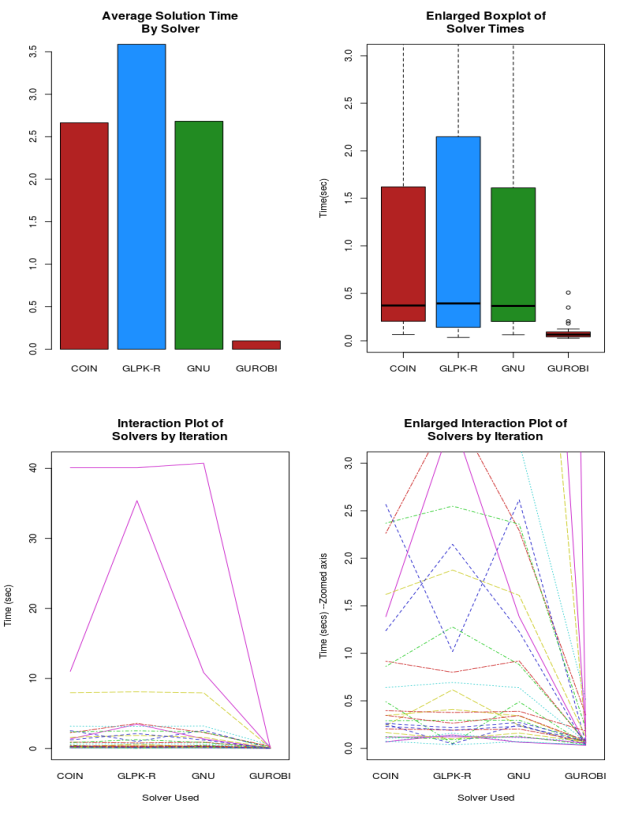 Average Solution Time
By Solver
0.0
0.5
1.0
1.5
2.0
2.5
3.0
3.5
COIN GLPK-R GNU GUROBI
Enlarged Boxplot of
Solver Times
Time(sec)
0.0
0.5
1.0
1.5
2.0
2.5
3.0
COIN GLPK-R GNU GUROBI
Interaction Plot of
Solvers by Iteration
Time (sec)
0
10
20
30
40
COIN GLPK-R GNU GUROBI
Solver Used
Enlarged Interaction Plot of
Solvers by Iteration
Time (secs) --Zoomed axis
0.0
0.5
1.0
1.5
2.0
2.5
3.0
COIN GLPK-R GNU GUROBI
Solver Used